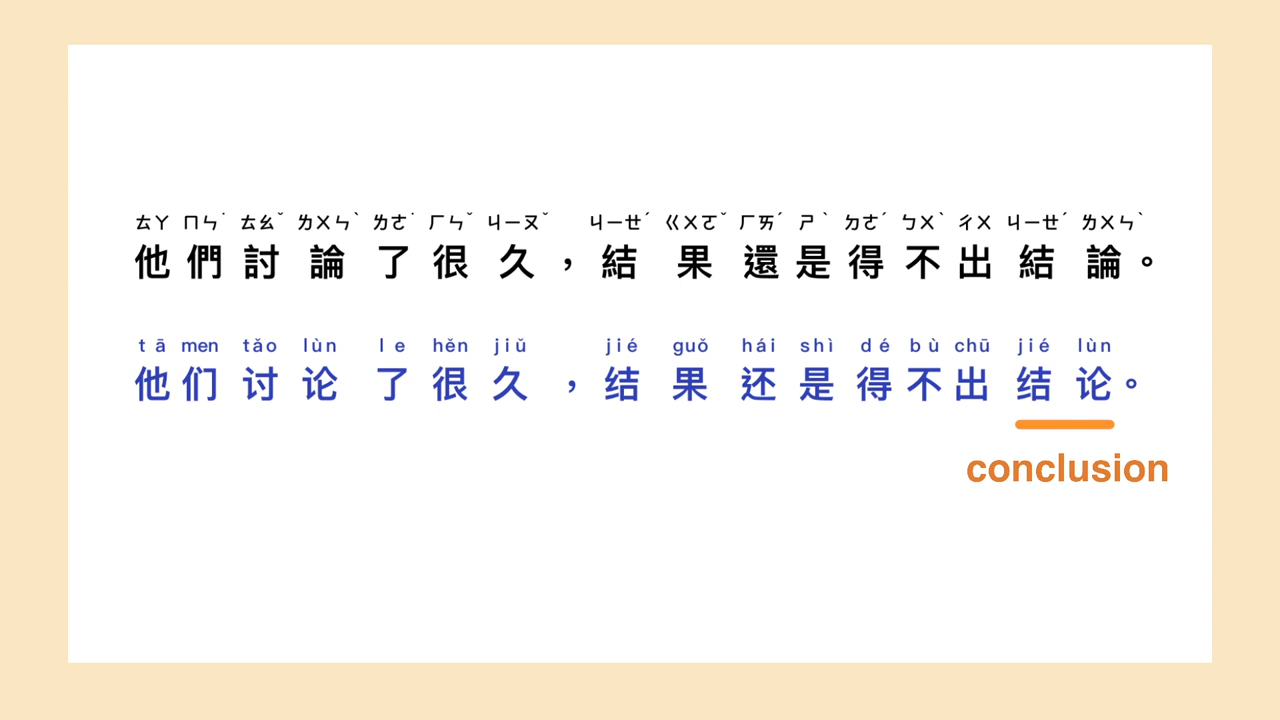 ㄊㄚ ㄇㄣ˙ ㄊㄠˇ ㄌㄨㄣˋ ㄌㄜ˙ ㄏㄣˇ ㄐㄧㄡˇ ㄐㄧㄝˊ ㄍㄨㄛˇ ㄏㄞˊ ㄕˋ ㄉㄜˊ ㄅㄨˋ ㄔㄨ ㄐㄧㄝˊ ㄌㄨㄣˋ
他們討論了很久，結果還是得不出結論。
tā men tǎo lùn le hěn jiǔ jié guǒ hái shì dé bù chū jié lùn
他们讨论了很久，结果还是得不出结论。
conclusion